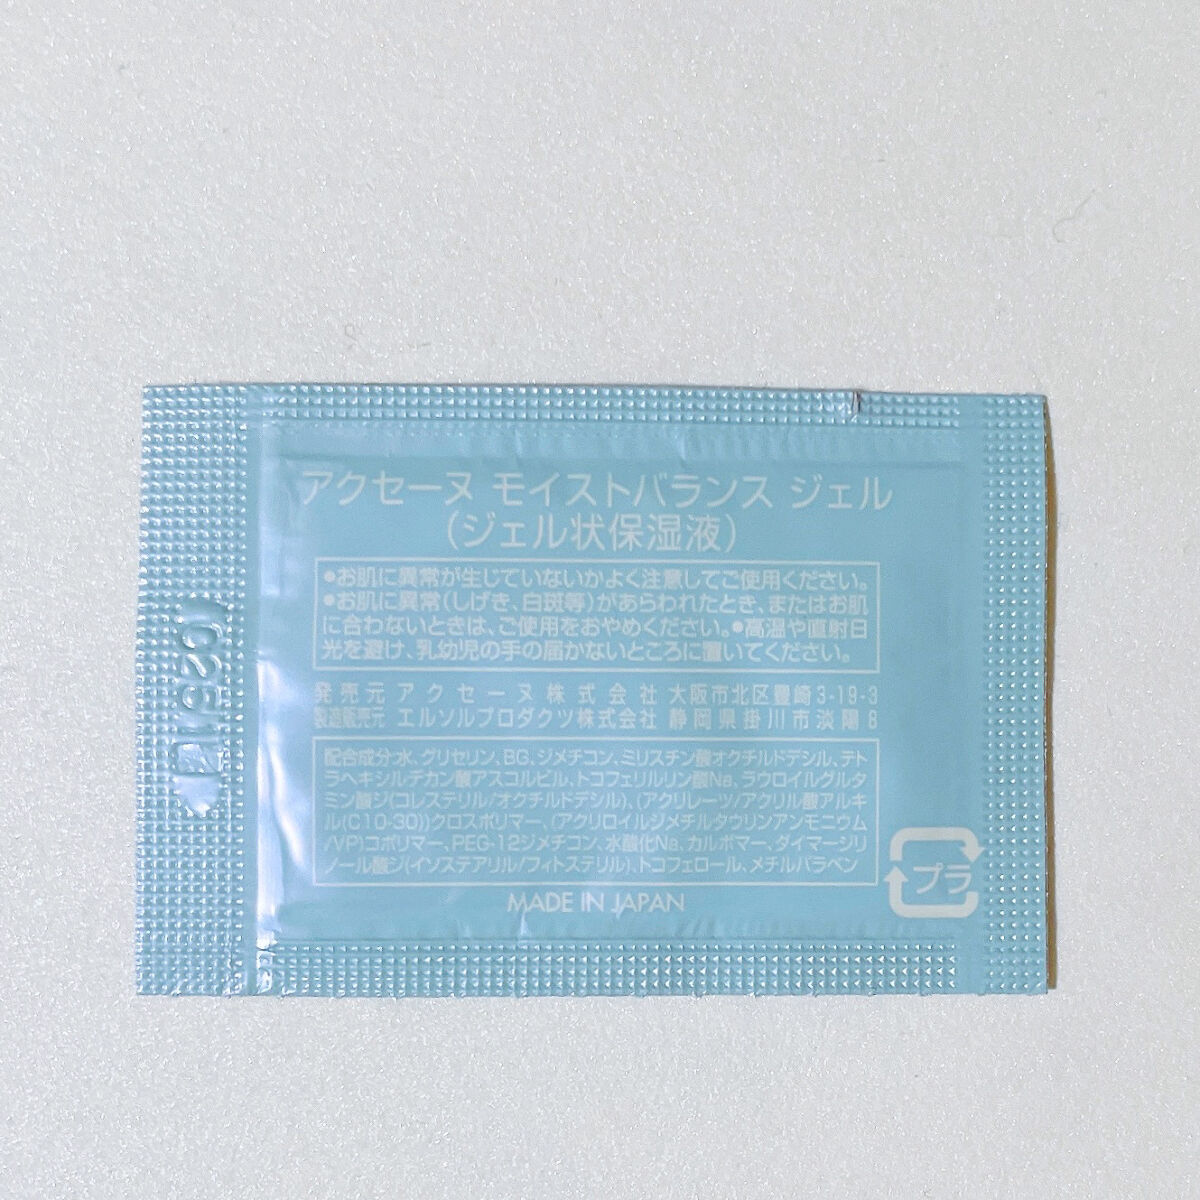 アクセーヌ モイストバランス ジェル
(ジェル状保湿液)
●お肌に異常が生じていないかよく注意してご使用ください。
●お肌に異常(しげき、白斑等)があらわれたとき、またはお肌
に合わないときは、ご使用をおやめください。●高温や直射日
光を避け、乳幼児の手の届かないところに置いてください。
発売元 アクセーヌ株式会社 大阪市北区豊崎3-19-3
製造販売元 エルソルプロダクツ株式会社 静岡県掛川市淡陽8
配合成分:水、グリセリン、BG、ジメチコン、ミリスチン酸オクチルドデシル、テト
ラヘキシルデカン酸アスコルビル、トコフェリルリン酸Na、ラウロイルグルタ
ミン酸ジ(コレステリル/オクチルドデシル)、(アクリレーツ/アクリル酸アルキ
ル(C10-30))クロスポリマー、(アクリロイルジメチルタウリンアンモニウム
/VP)コポリマー、PEG-12ジメチコン、水酸化Na、カルボマー、ダイマージリ
ノール酸ジ(イソステアリル/フィトステリル)、トコフェロール、メチルパラベン
プラ
MADE IN JAPAN